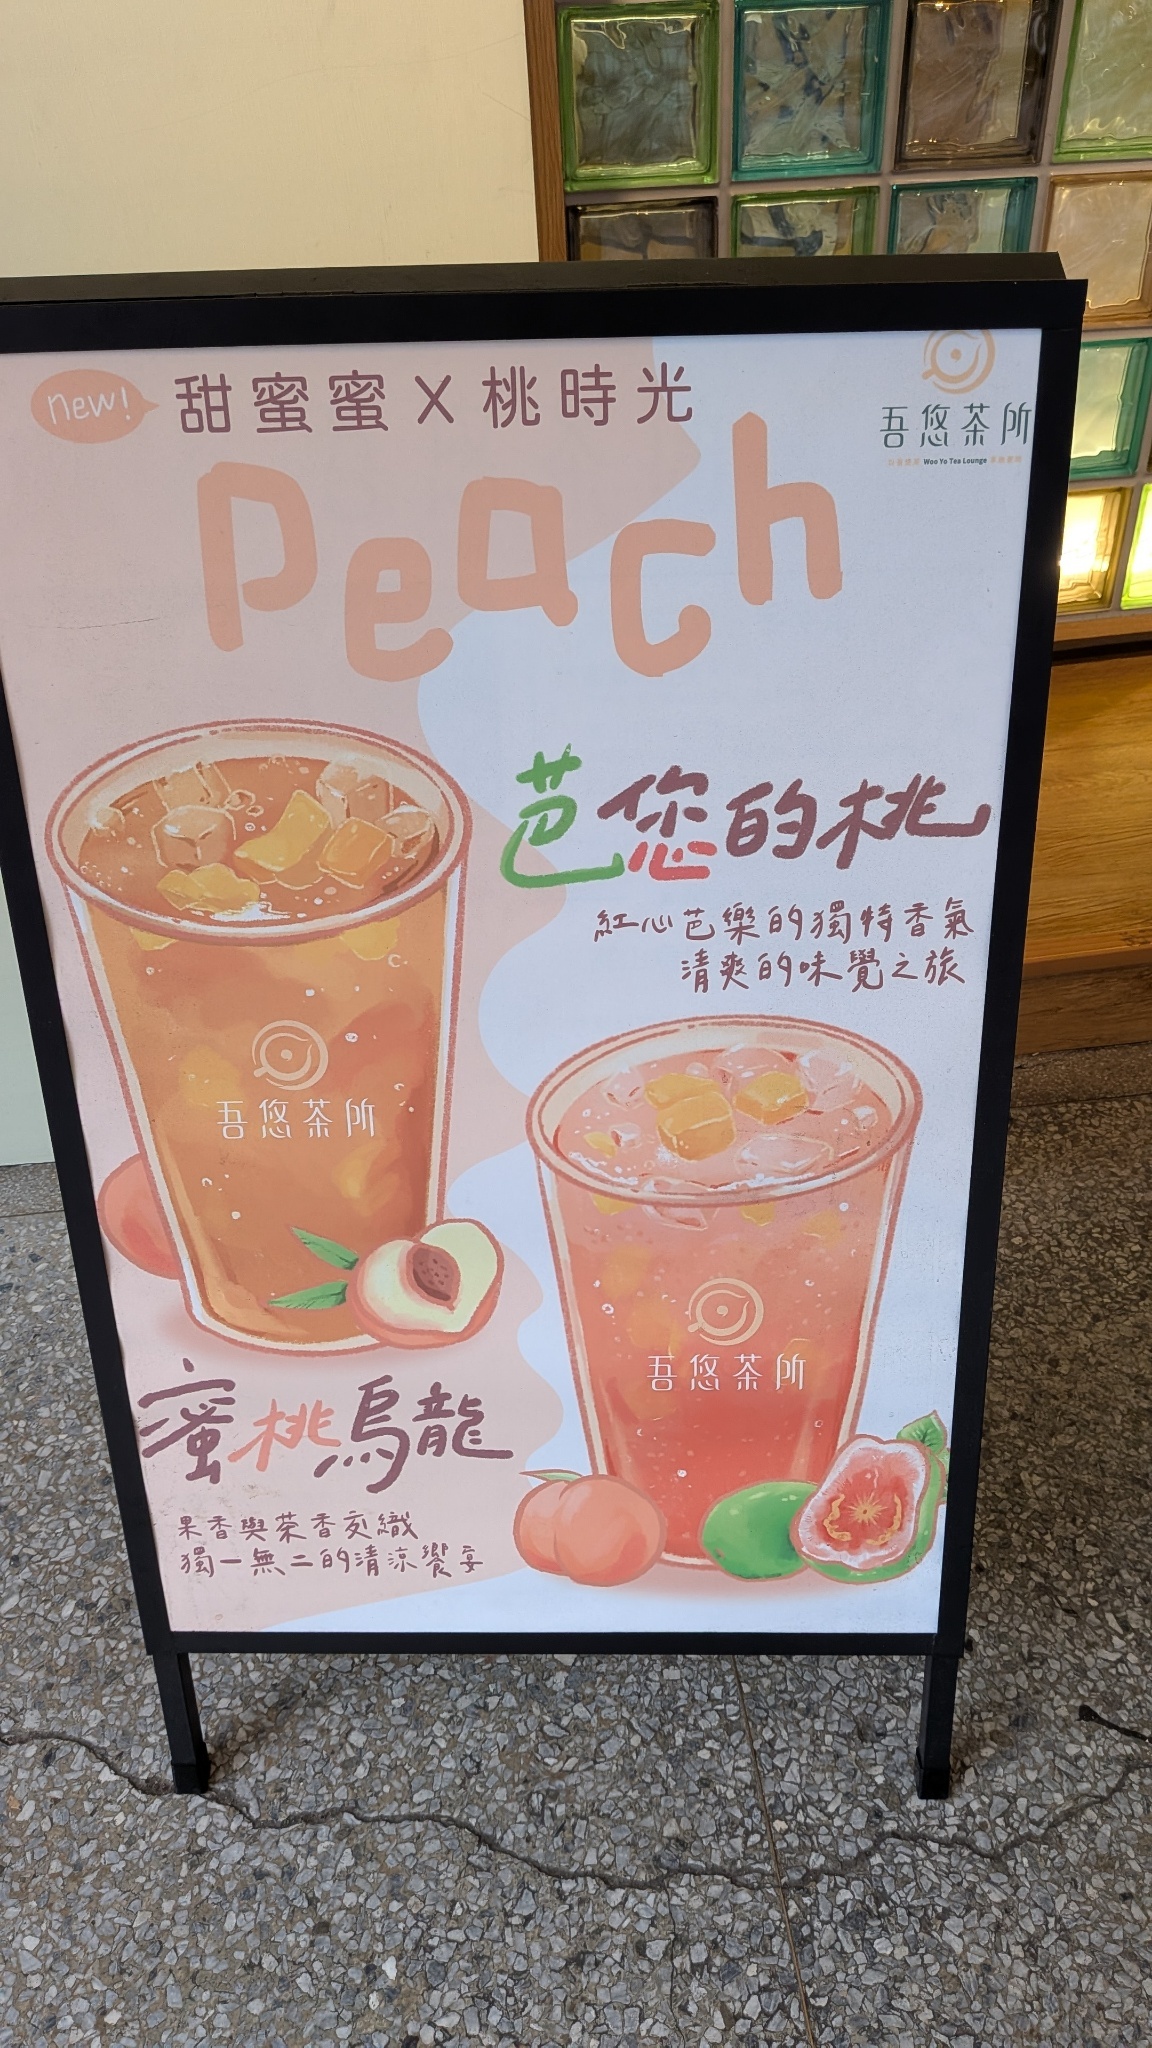 new!
甜蜜蜜 X 桃時光
吾悠茶所
Woo Yo Tea Lounge
Peach
芭您的桃
紅心芭樂的獨特香氣
清爽的味覺之旅
吾悠茶所
吾悠茶所
蜜桃烏龍
果香與茶香交織
獨一無二的清涼饗宴